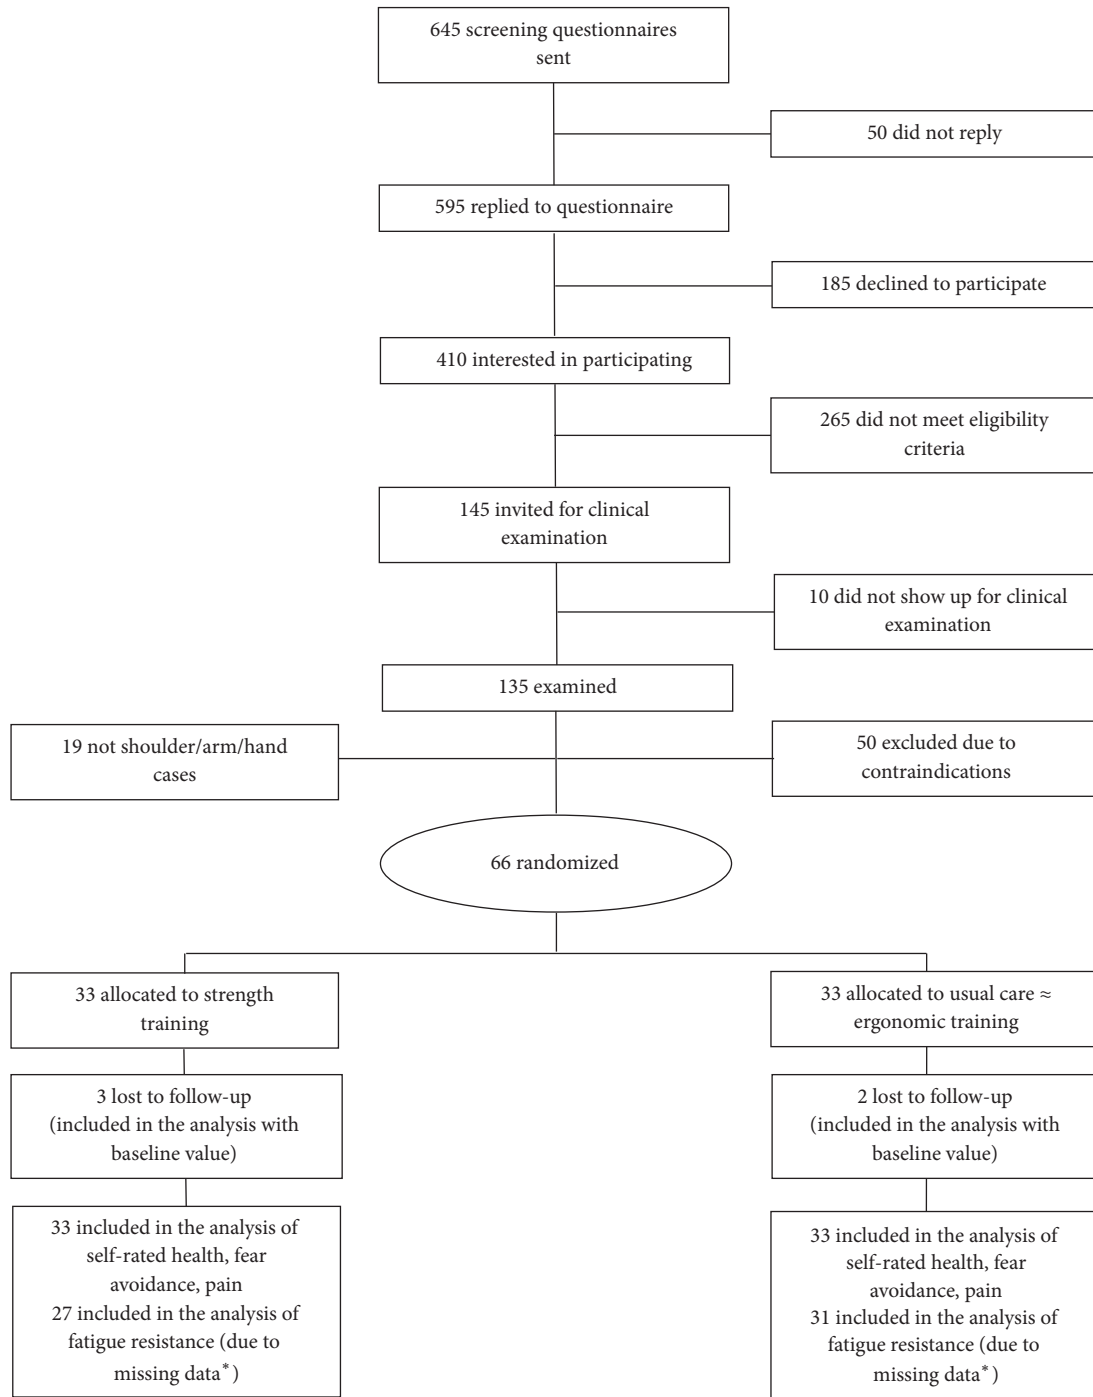 645 screening questionnaires
sent
50 did not reply
595 replied to questionnaire
185 declined to participate
410 interested in participating
265 did not meet eligibility
criteria
145 invited for clinical
examination
10 did not show up for clinical
examination
135 examined
19 not shoulder/arm/hand
cases
50 excluded due to
contraindications
66 randomized
33 allocated to strength
training
33 allocated to usual care ≈
ergonomic training
3 lost to follow-up
(included in the analysis with
baseline value)
2 lost to follow-up
(included in the analysis with
baseline value)
33 included in the analysis of
self-rated health, fear
avoidance, pain
27 included in the analysis of
fatigue resistance (due to
missing data*)
33 included in the analysis of
self-rated health, fear
avoidance, pain
31 included in the analysis of
fatigue resistance (due to
missing data*)